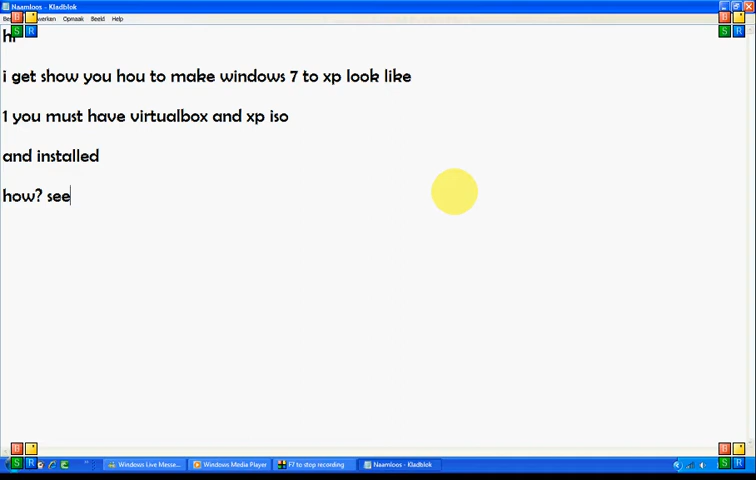 Naamloos - Kladblok
Opmaak Beeld Help
hi
i get show you hou to make windows 7 to xp look like
1 you must have virtualbox and xp iso
and installed
how? see
Windows Live Messe...
Windows Media Player
F7 to stop recording
Naamloos - Kladblok